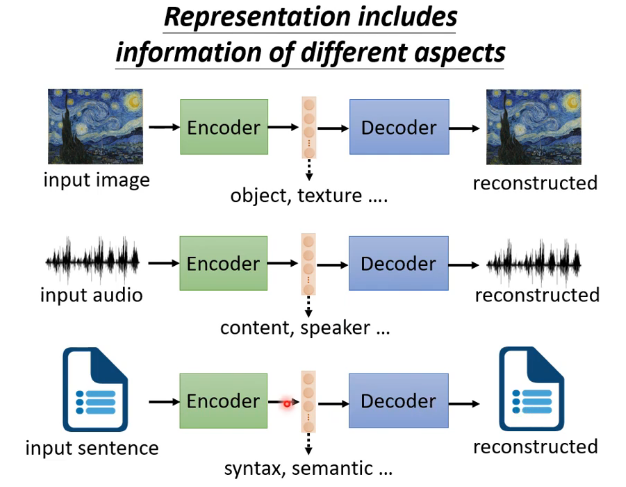 Representation includes
information of different aspects
Encoder
Decoder
input image
reconstructed
object, texture ....
Encoder
Decoder
input audio
reconstructed
content, speaker ...
Encoder
Decoder
input sentence
reconstructed
syntax, semantic ...